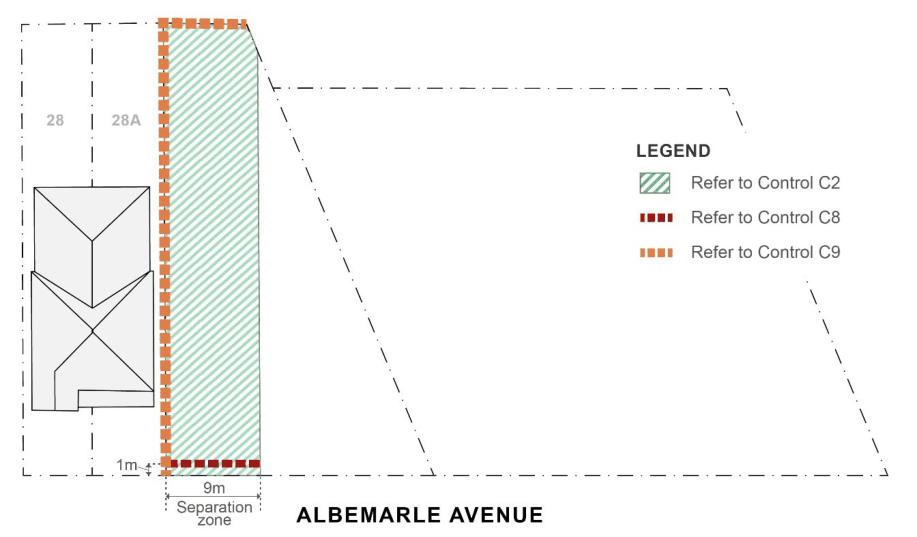 28
28A
LEGEND
Refer to Control C2
Refer to Control C8
Refer to Control C9
1m
9m
Separation
zone
ALBEMARLE AVENUE